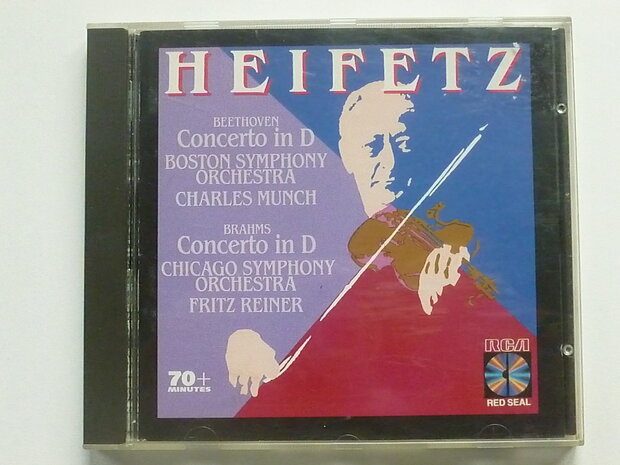 HEIFETZ
BEETHOVEN
Concerto in D
BOSTON SYMPHONY
ORCHESTRA
CHARLES MUNCH
BRAHMS
Concerto in D
CHICAGO SYMPHONY
ORCHESTRA
FRITZ REINER
70+
MINUTES
RCA
RED SEAL